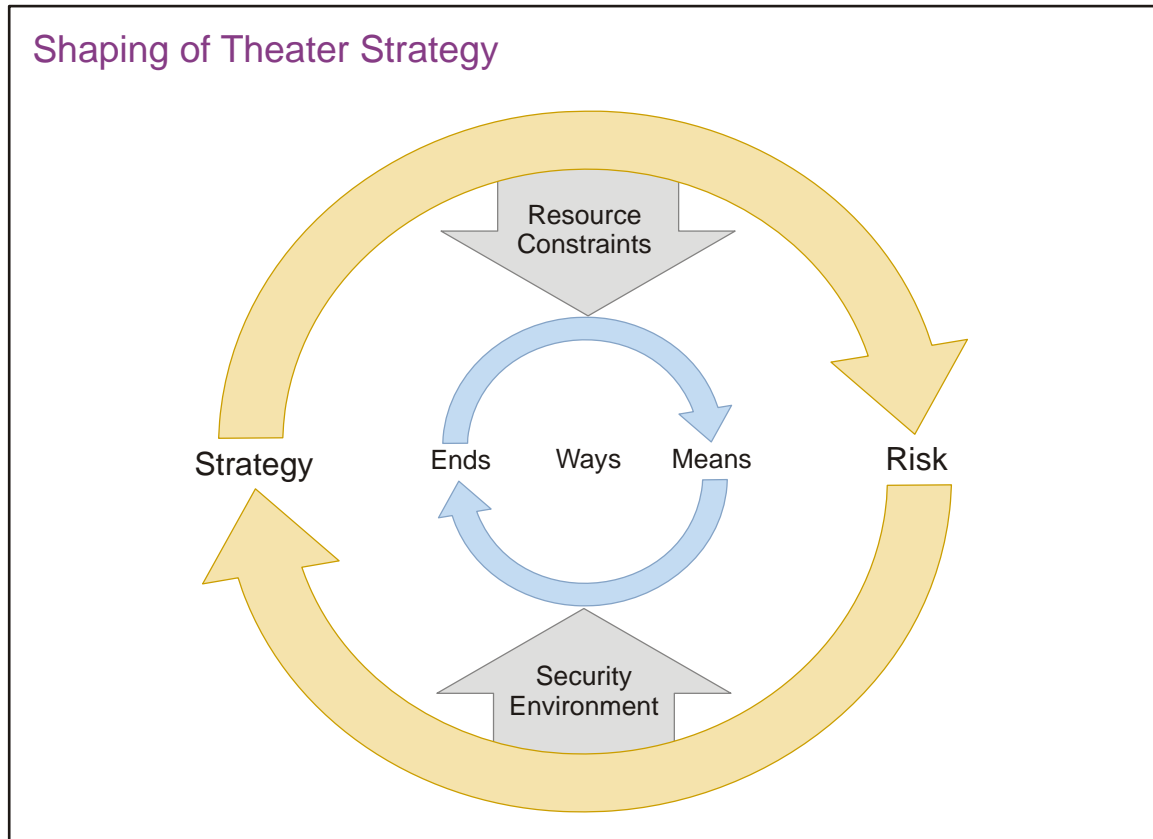 Shaping of Theater Strategy
Resource
Constraints
Strategy
Ends
Ways
Means
Risk
Security
Environment